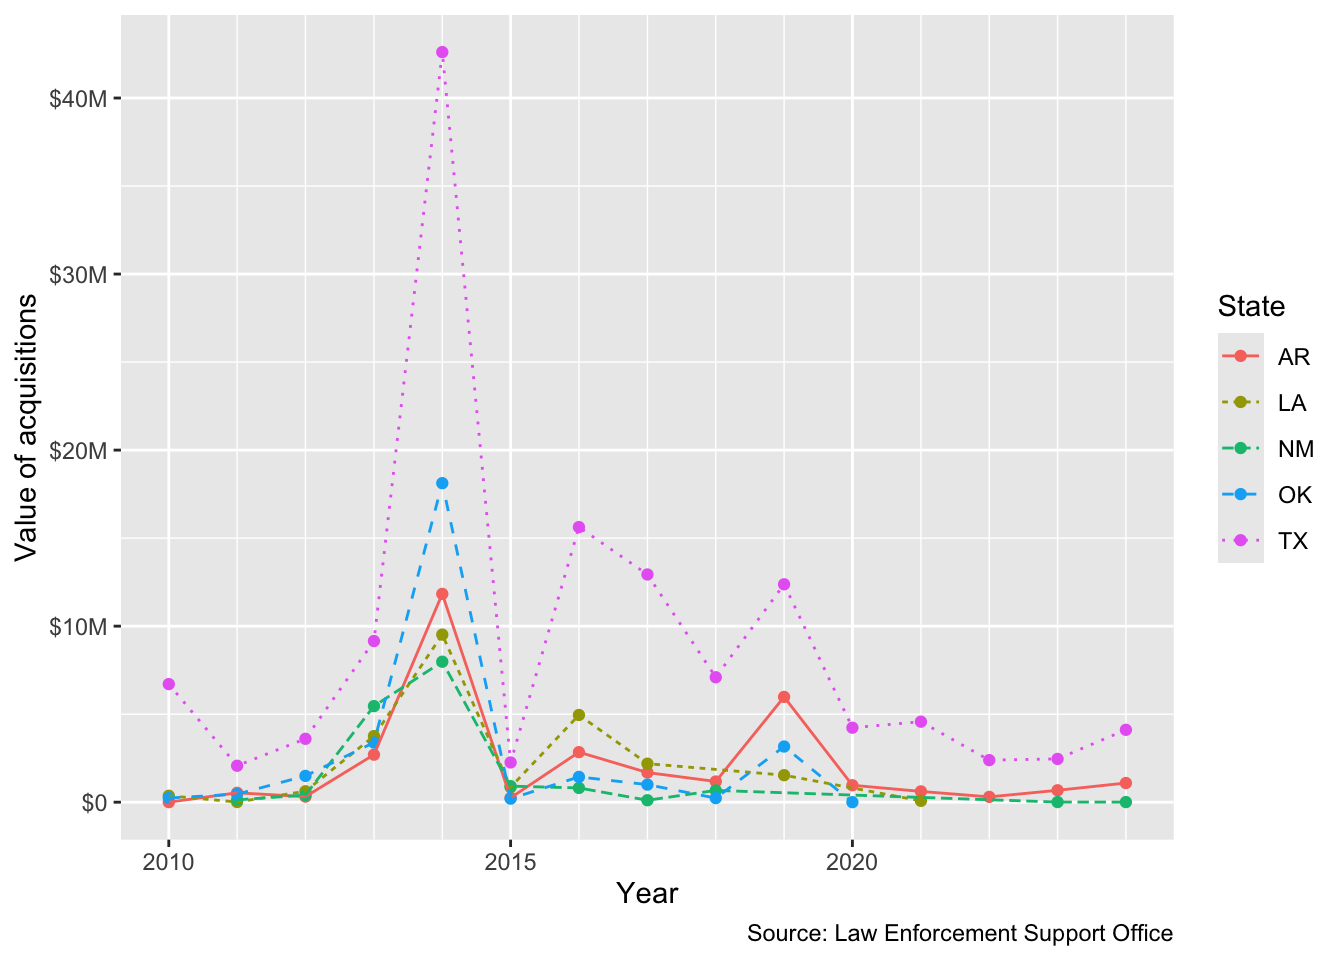 $40M
$30M
$20M
$10M
$0
Value of acquisitions
2010 2015 2020
Year
Source: Law Enforcement Support Office
State
AR
LA
NM
OK
TX